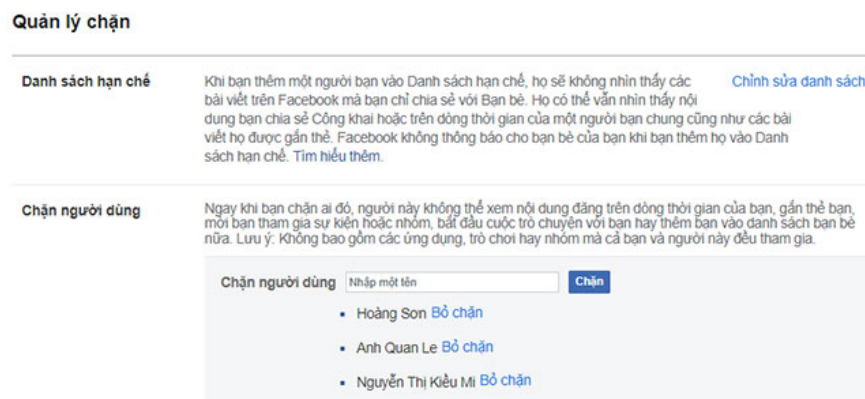 Quản lý chặn
Danh sách hạn chế
Khi bạn thêm một người bạn vào Danh sách hạn chế, họ sẽ không nhìn thấy các
Chỉnh sửa danh sách
bài viết trên Facebook mà bạn chỉ chia sẻ với Bạn bè. Họ có thể vẫn nhìn thấy nội
dung bạn chia sẻ Công khai hoặc trên dòng thời gian của một người bạn chung cũng như các bài
viết họ được gắn thẻ. Facebook không thông báo cho bạn bè của bạn khi bạn thêm họ vào Danh
sách hạn chế. Tìm hiểu thêm.
Chặn người dùng
Ngay khi bạn chặn ai đó, người này không thể xem nội dung đăng trên dòng thời gian của bạn, gắn thẻ bạn,
mời bạn tham gia sự kiện hoặc nhóm, bắt đầu cuộc trò chuyện với bạn hay thêm bạn vào danh sách bạn bè
nữa. Lưu ý: Không bao gồm các ứng dụng, trò chơi hay nhóm mà cả bạn và người này đều tham gia.
Chặn người dùng Nhập một tên Chặn
Hoàng Sơn Bỏ chặn
Anh Quan Le Bỏ chặn
Nguyễn Thị Kiều Mi Bỏ chặn